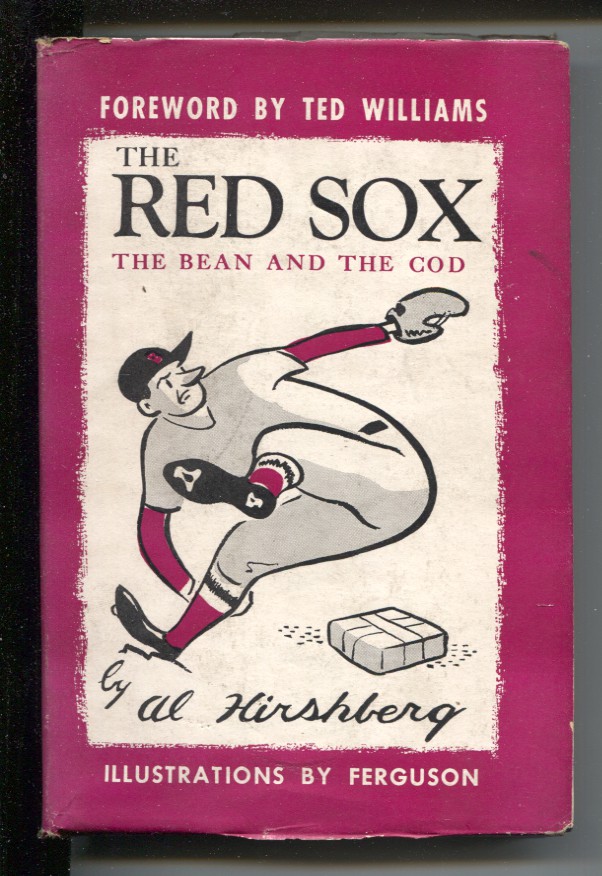 FOREWORD BY TED WILLIAMS
THE
RED SOX
THE BEAN AND THE COD
by
Al Hirshberg
ILLUSTRATIONS BY FERGUSON